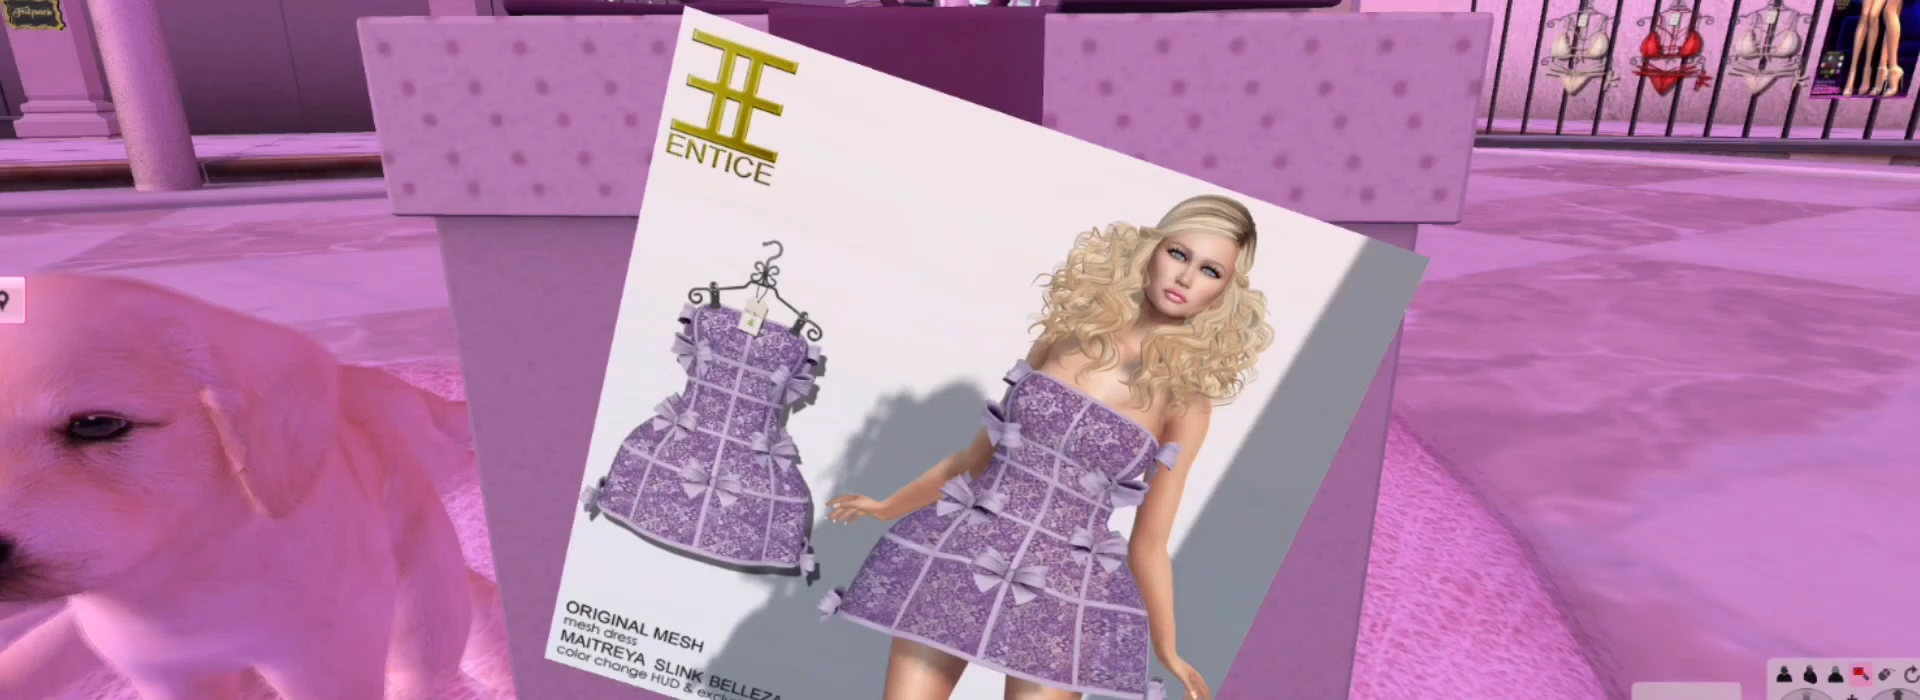 ENTICE
ORIGINAL MESH
mesh dress
MAITREYA SLINK BELLEZA
color change HUD &